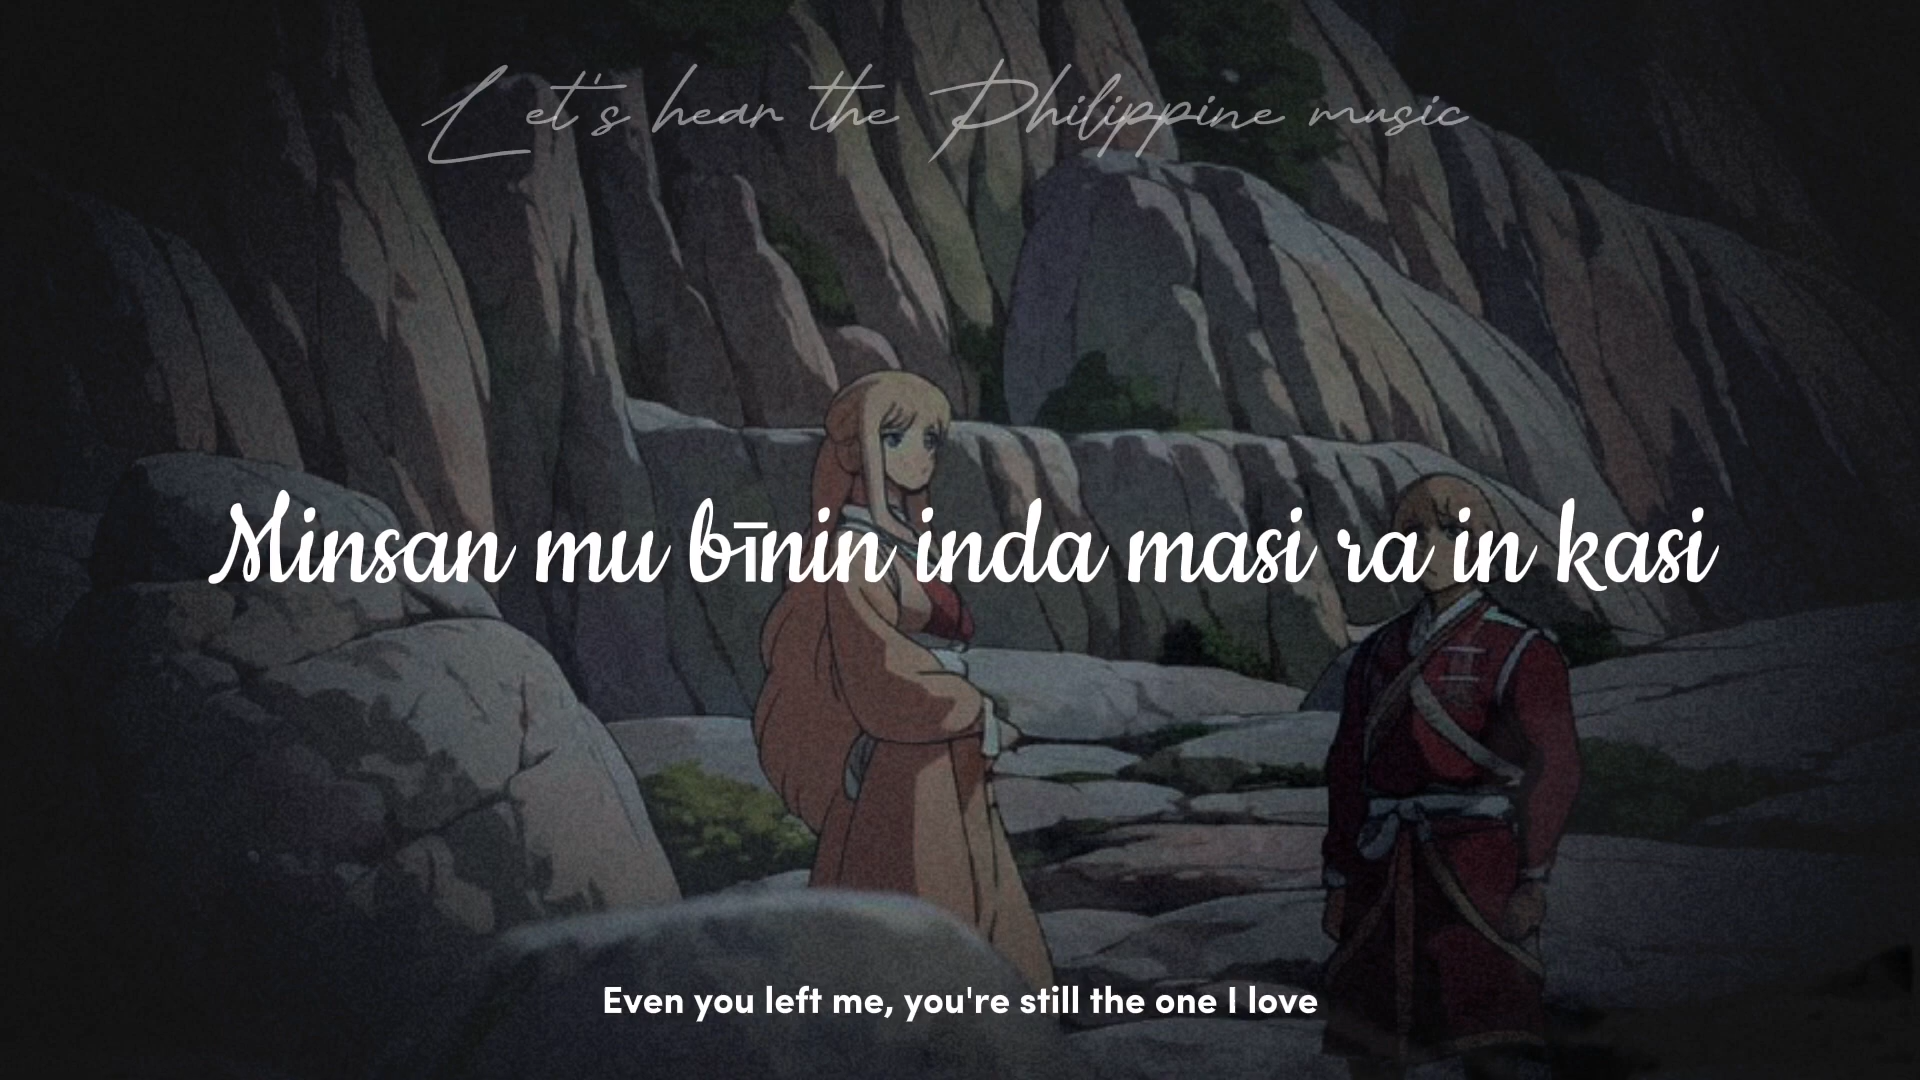 Let's hear the Philippine music
Minsan mu bīnin inda masi ra in kasi
Even you left me, you're still the one I love